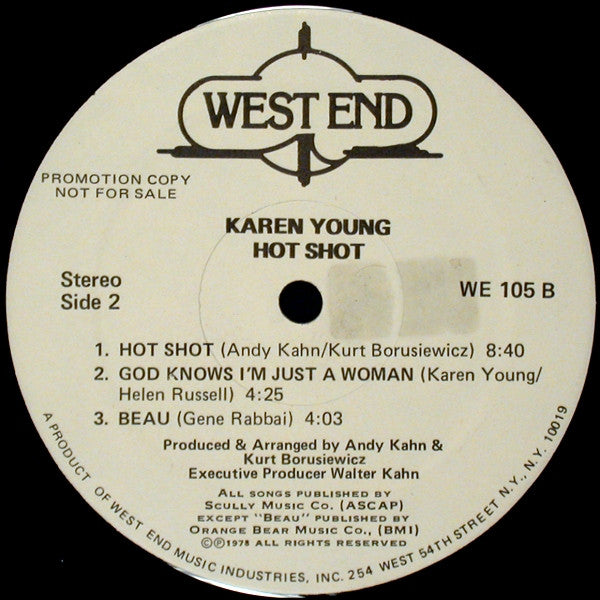 WEST END
PROMOTION COPY
NOT FOR SALE
KAREN YOUNG
HOT SHOT
Stereo
Side 2
WE 105 B
1. HOT SHOT (Andy Kahn/Kurt Borusiewicz) 8:40
2. GOD KNOWS I'M JUST A WOMAN (Karen Young/
Helen Russell) 4:25
3. BEAU (Gene Rabbai) 4:03
Produced & Arranged by Andy Kahn &
Kurt Borusiewicz
Executive Producer Walter Kahn
ALL SONGS PUBLISHED BY
SCULLY MUSIC CO. (ASCAP)
EXCEPT "BEAU" PUBLISHED BY
ORANGE BEAR MUSIC CO., (BMI)
©℗1978 ALL RIGHTS RESERVED
A PRODUCT OF WEST END MUSIC INDUSTRIES, INC. 254 WEST 54TH STREET N.Y., N.Y. 10019